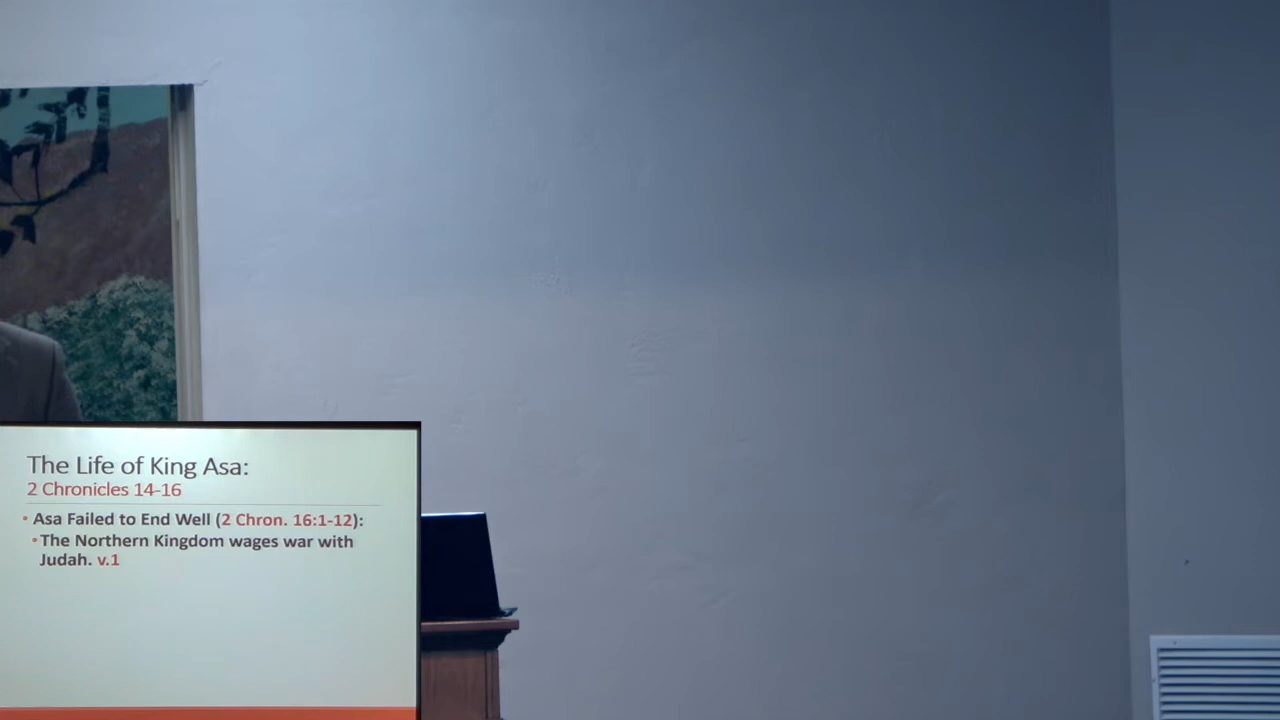 The Life of King Asa:
2 Chronicles 14-16
• Asa Failed to End Well (2 Chron. 16:1-12):
• The Northern Kingdom wages war with
Judah. v.1